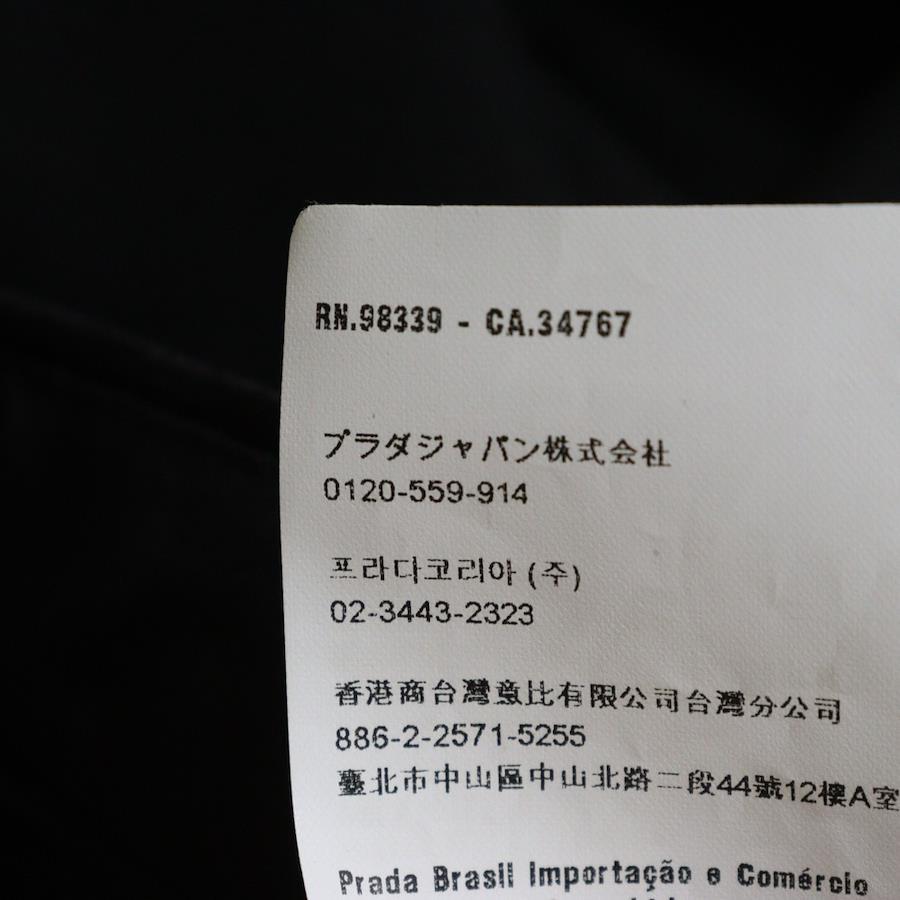 RN.98339 - CA.34767
プラダジャパン株式会社
0120-559-914
프라다코리아 (주)
02-3443-2323
香港商台灣意比有限公司台灣分公司
886-2-2571-5255
臺北市中山區中山北路二段44號12樓A室
Prada Brasil Importação e Comércio